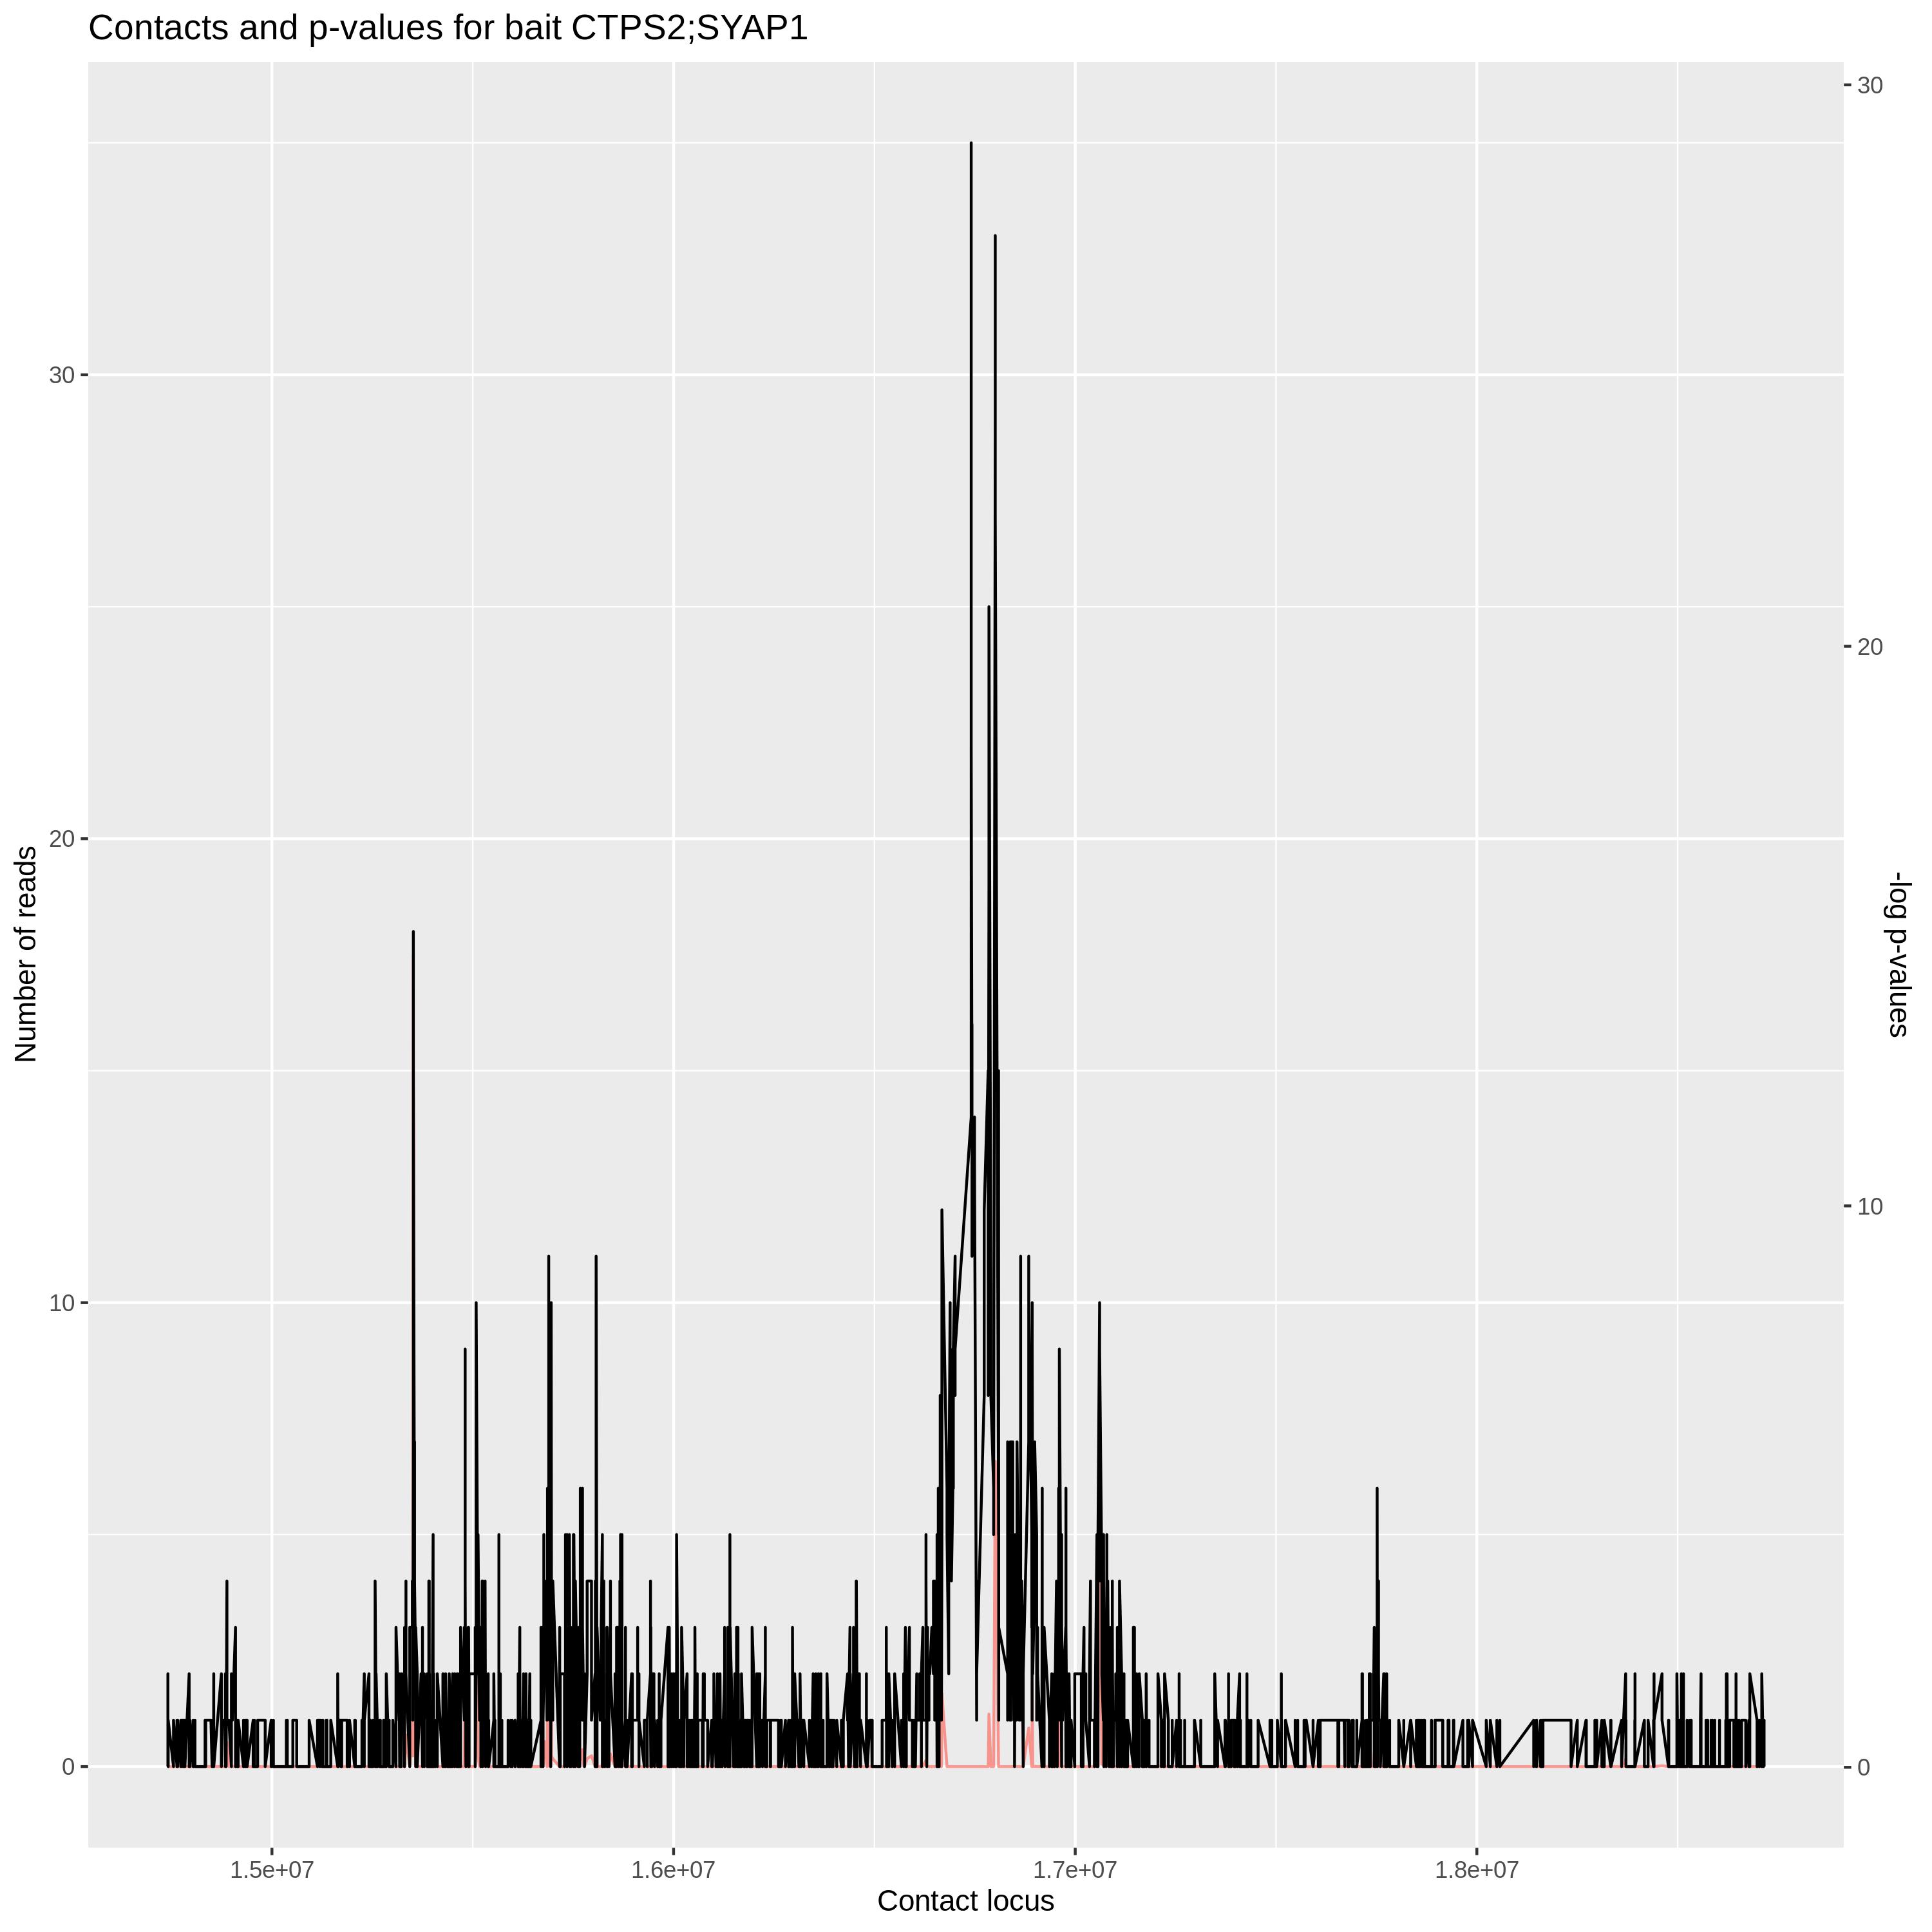 Contacts and p-values for bait CTPS2;SYAP1
30
20
10
0
Number of reads
30
20
10
0
-log p-values
1.5e+07 1.6e+07 1.7e+07 1.8e+07
Contact locus